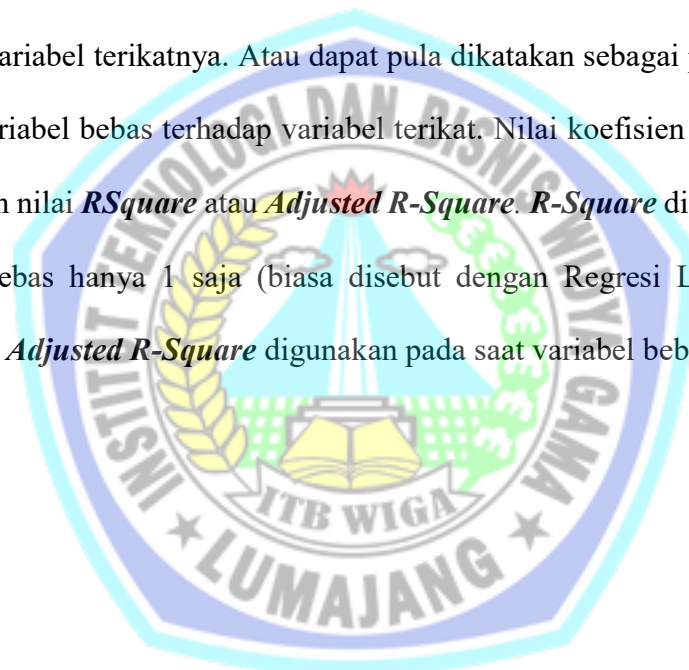 ariabel terikatnya. Atau dapat pula dikatakan sebagai
riabel bebas terhadap variabel terikat. Nilai koefisien
nilai RSquare atau Adjusted R-Square. R-Square di
ebas hanya 1 saja (biasa disebut dengan Regresi L
Adjusted R-Square digunakan pada saat variabel beb
INSTITUT TEKNOLOGI DAN BISNIS WIDYA GAMA
ITB WIGA
LUMAJANG